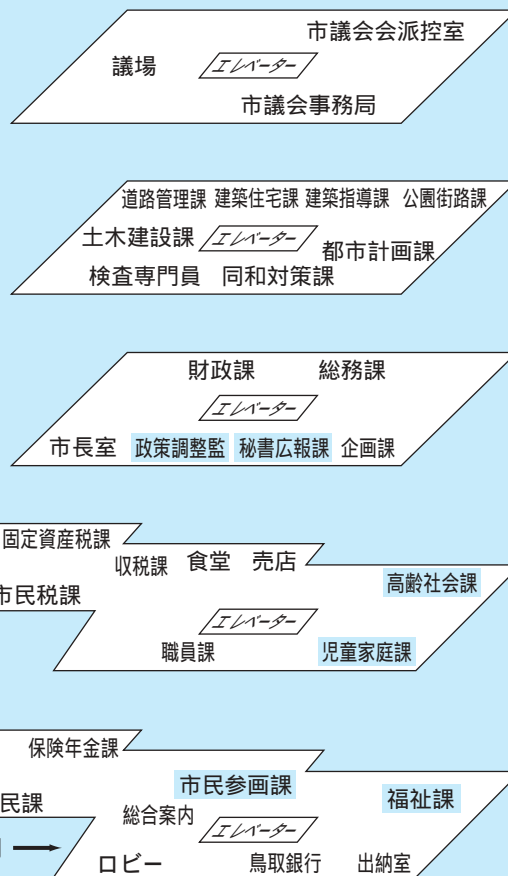 市議会会派控室
議場 エレベーター
市議会事務局
道路管理課 建築住宅課 建築指導課 公園街路課
土木建設課 エレベーター 都市計画課
検査専門員 同和対策課
財政課 総務課
エレベーター
市長室 政策調整監 秘書広報課 企画課
固定資産税課
収税課 食堂 売店
高齢社会課
市民税課
エレベーター
職員課 児童家庭課
保険年金課
市民参画課
福祉課
民課
総合案内 エレベーター
ロビー 鳥取銀行 出納室